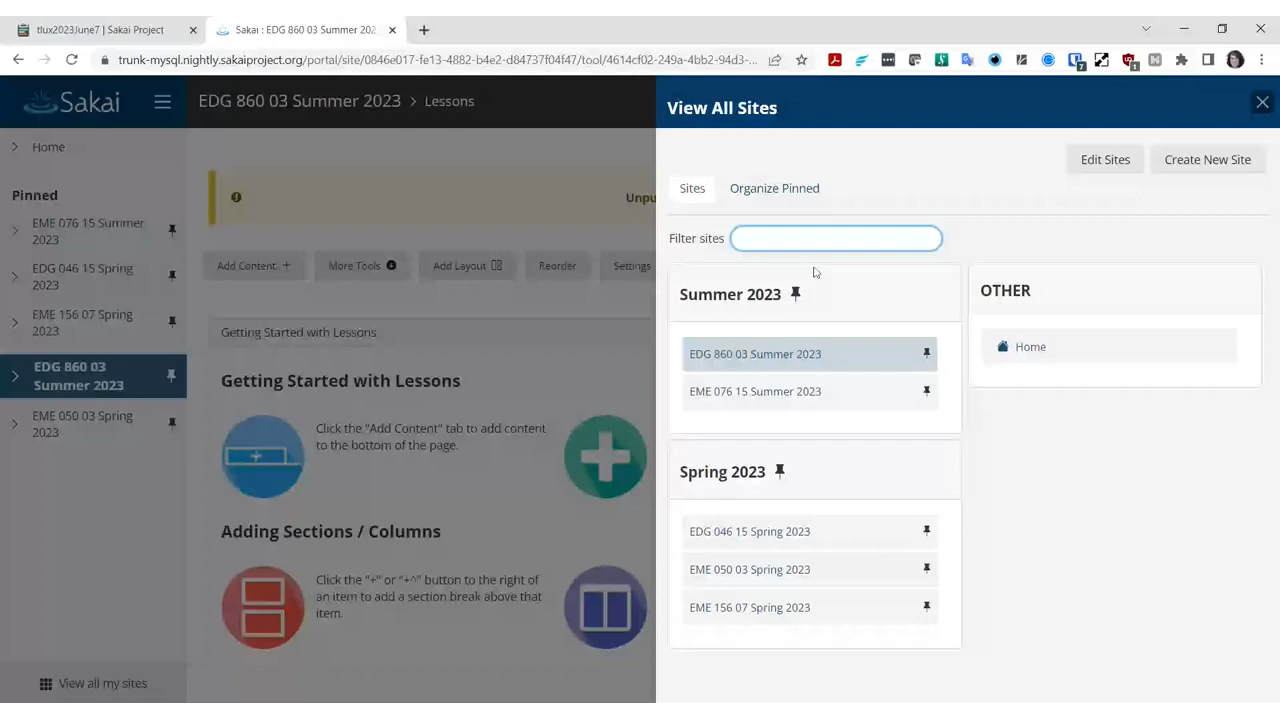 tlux2023June7 | Sakai Project
Sakai : EDG 860 03 Summer 202
trunk-mysql.nightly.sakaiproject.org/portal/site/0846e017-fe13-4982-b4e2-d84737f04f47/tool/4614cf02-249a-4bb2-94d3-...
Sakai
EDG 860 03 Summer 2023 > Lessons
View All Sites
Home
Edit Sites
Create New Site
Pinned
Sites
Organize Pinned
EME 076 15 Summer
2023
Unpu
Filter sites
EDG 046 15 Spring
2023
Add Content +
More Tools
Add Layout
Reorder
Settings
Summer 2023
OTHER
EME 156 07 Spring
2023
Getting Started with Lessons
EDG 860 03 Summer 2023
Home
EDG 860 03
Summer 2023
Getting Started with Lessons
EME 076 15 Summer 2023
EME 050 03 Spring
2023
Click the "Add Content" tab to add content
to the bottom of the page.
Spring 2023
Adding Sections / Columns
EDG 046 15 Spring 2023
Click the "+" or "+^" button to the right of
an item to add a section break above that
item.
EME 050 03 Spring 2023
EME 156 07 Spring 2023
View all my sites